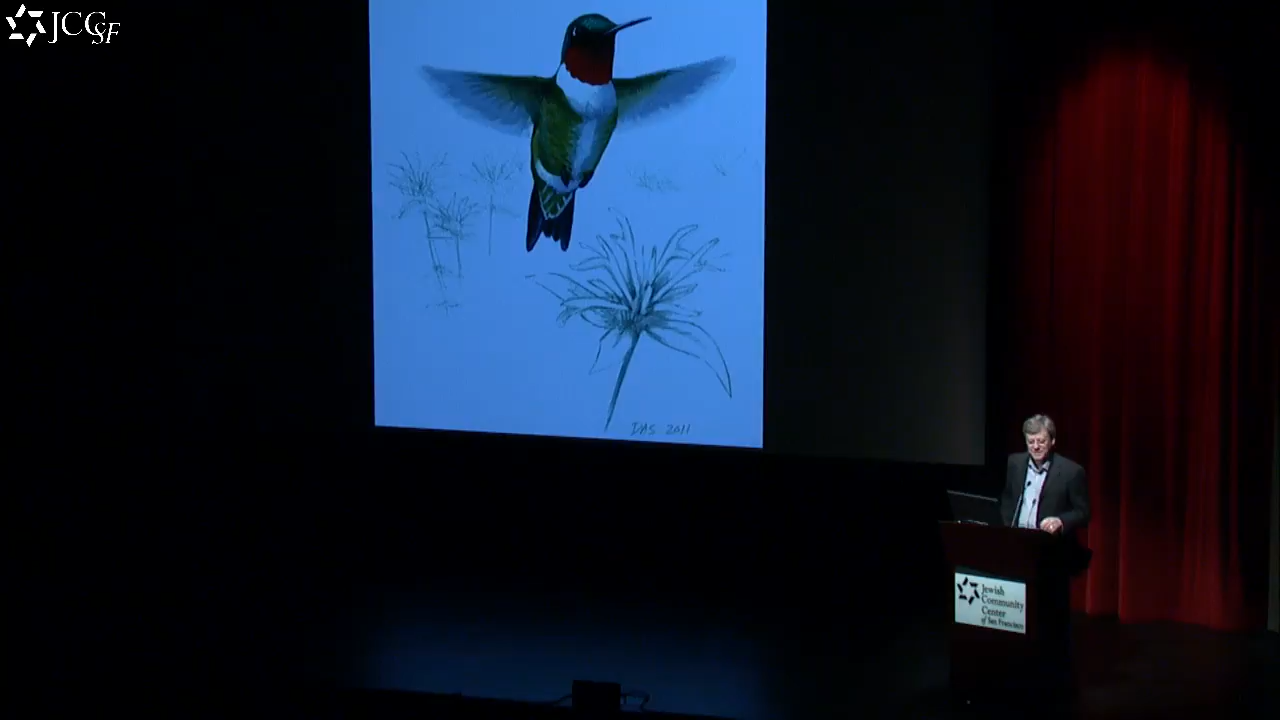 JCCSF
DAS 2011
Jewish
Community
Center
of San Francisco